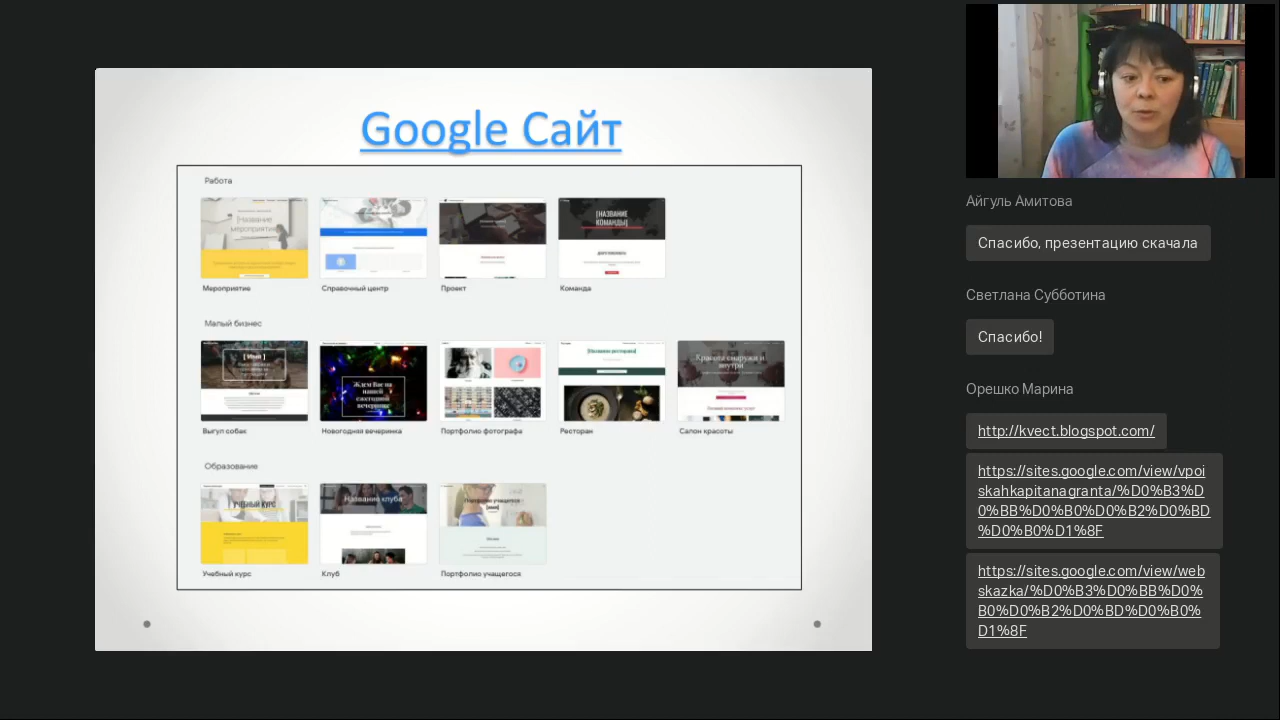 Google Сайт
Работа
[Название
мероприятия
[НАЗВАНИЕ
КОМАНДЫ]
Мероприятие
Справочный центр
Проект
Команда
Малый бизнес
[ Имя ]
Ждем Вас на
нашей
ежегодной
вечеринке
[Название ресторана]
Красота снаружи и
внутри
Выгул собак
Новогодняя вечеринка
Портфолио фотографа
Ресторан
Салон красоты
Образование
УЧЕБНЫЙ КУРС
Название клуба
Портфолио учащегося
[имя]
Учебный курс
Клуб
Портфолио учащегося
Айгуль Амитова
Спасибо, презентацию скачала
Светлана Субботина
Спасибо!
Орешко Марина
http://kvect.blogspot.com/
https://sites.google.com/view/vpoi
skahkapitanagranta/%D0%B3%D
0%BB%D0%B0%D0%B2%D0%BD
%D0%B0%D1%8F
https://sites.google.com/view/web
skazka/%D0%B3%D0%BB%D0%
B0%D0%B2%D0%BD%D0%B0%
D1%8F